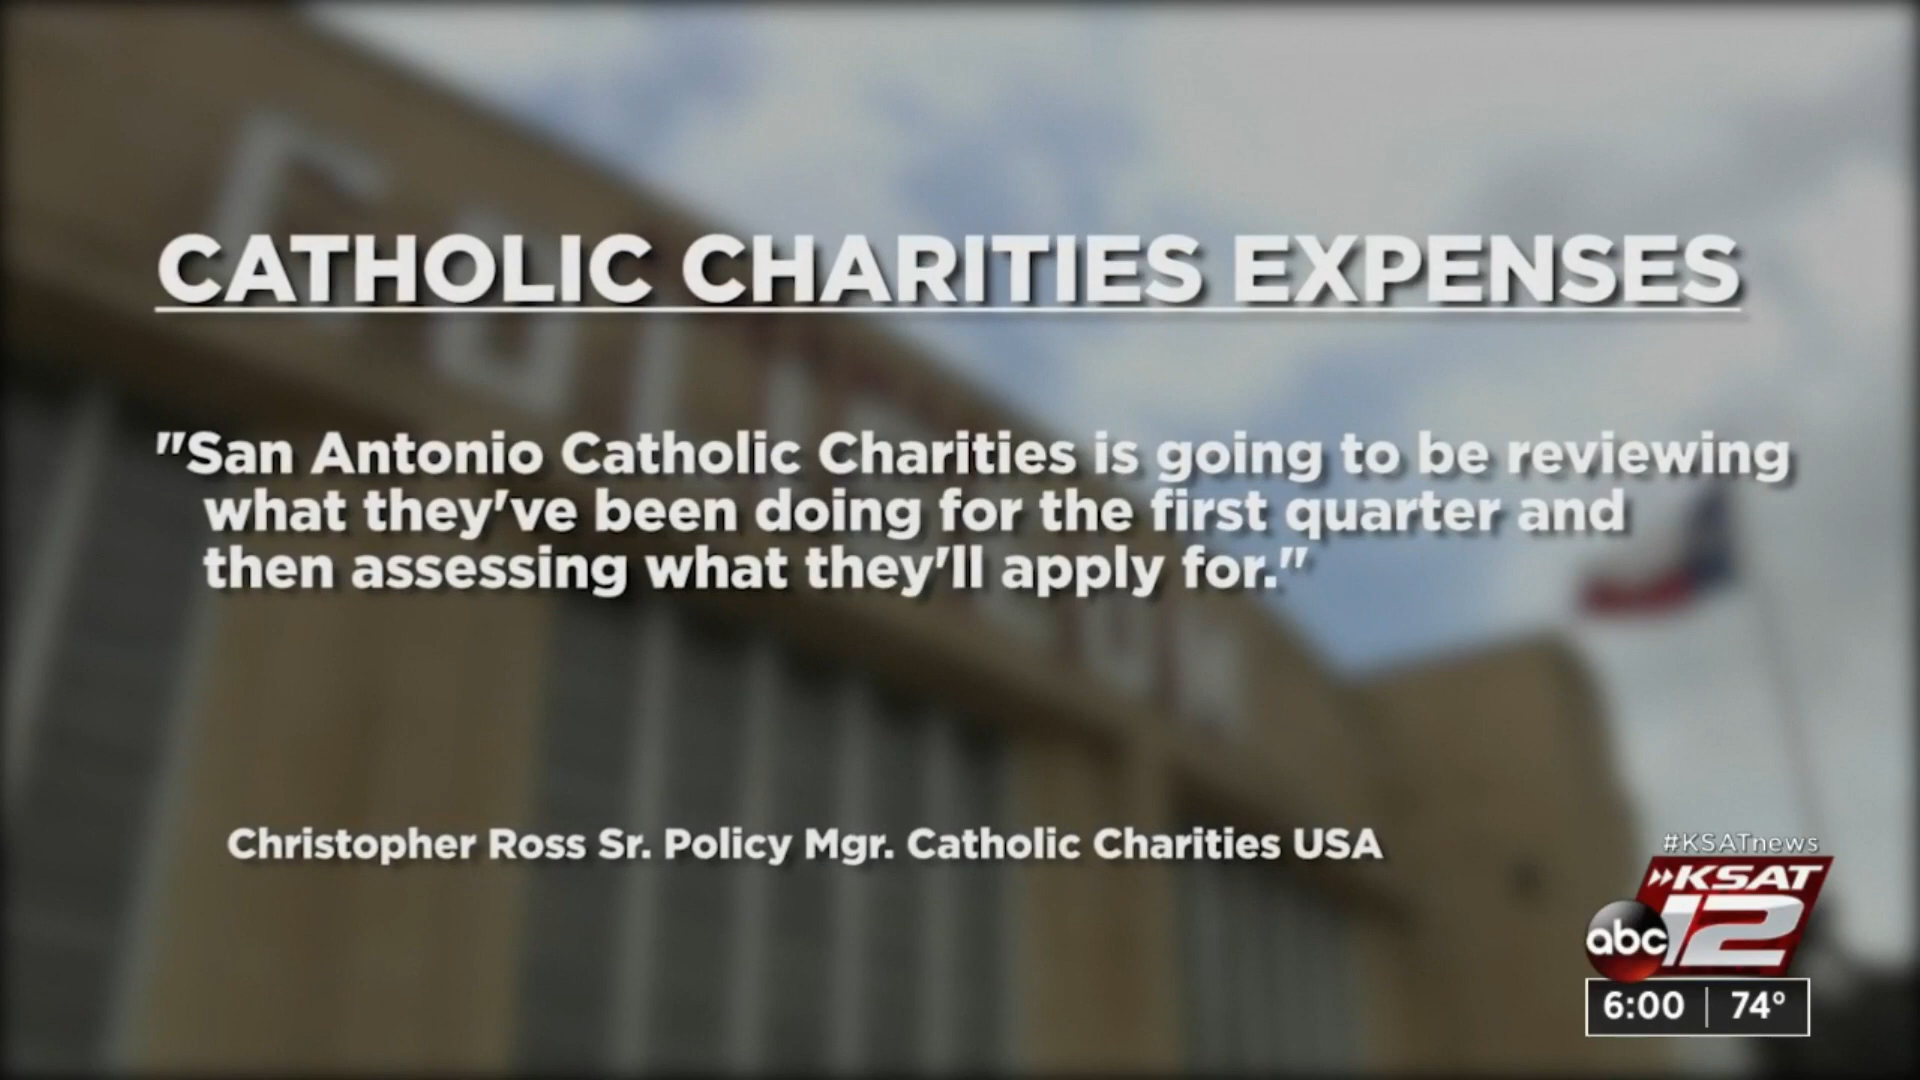 CATHOLIC CHARITIES EXPENSES
"San Antonio Catholic Charities is going to be reviewing
what they've been doing for the first quarter and
then assessing what they'll apply for."
Christopher Ross Sr. Policy Mgr. Catholic Charities USA
#KSATnews
KSAT
abc 12
6:00 | 74°